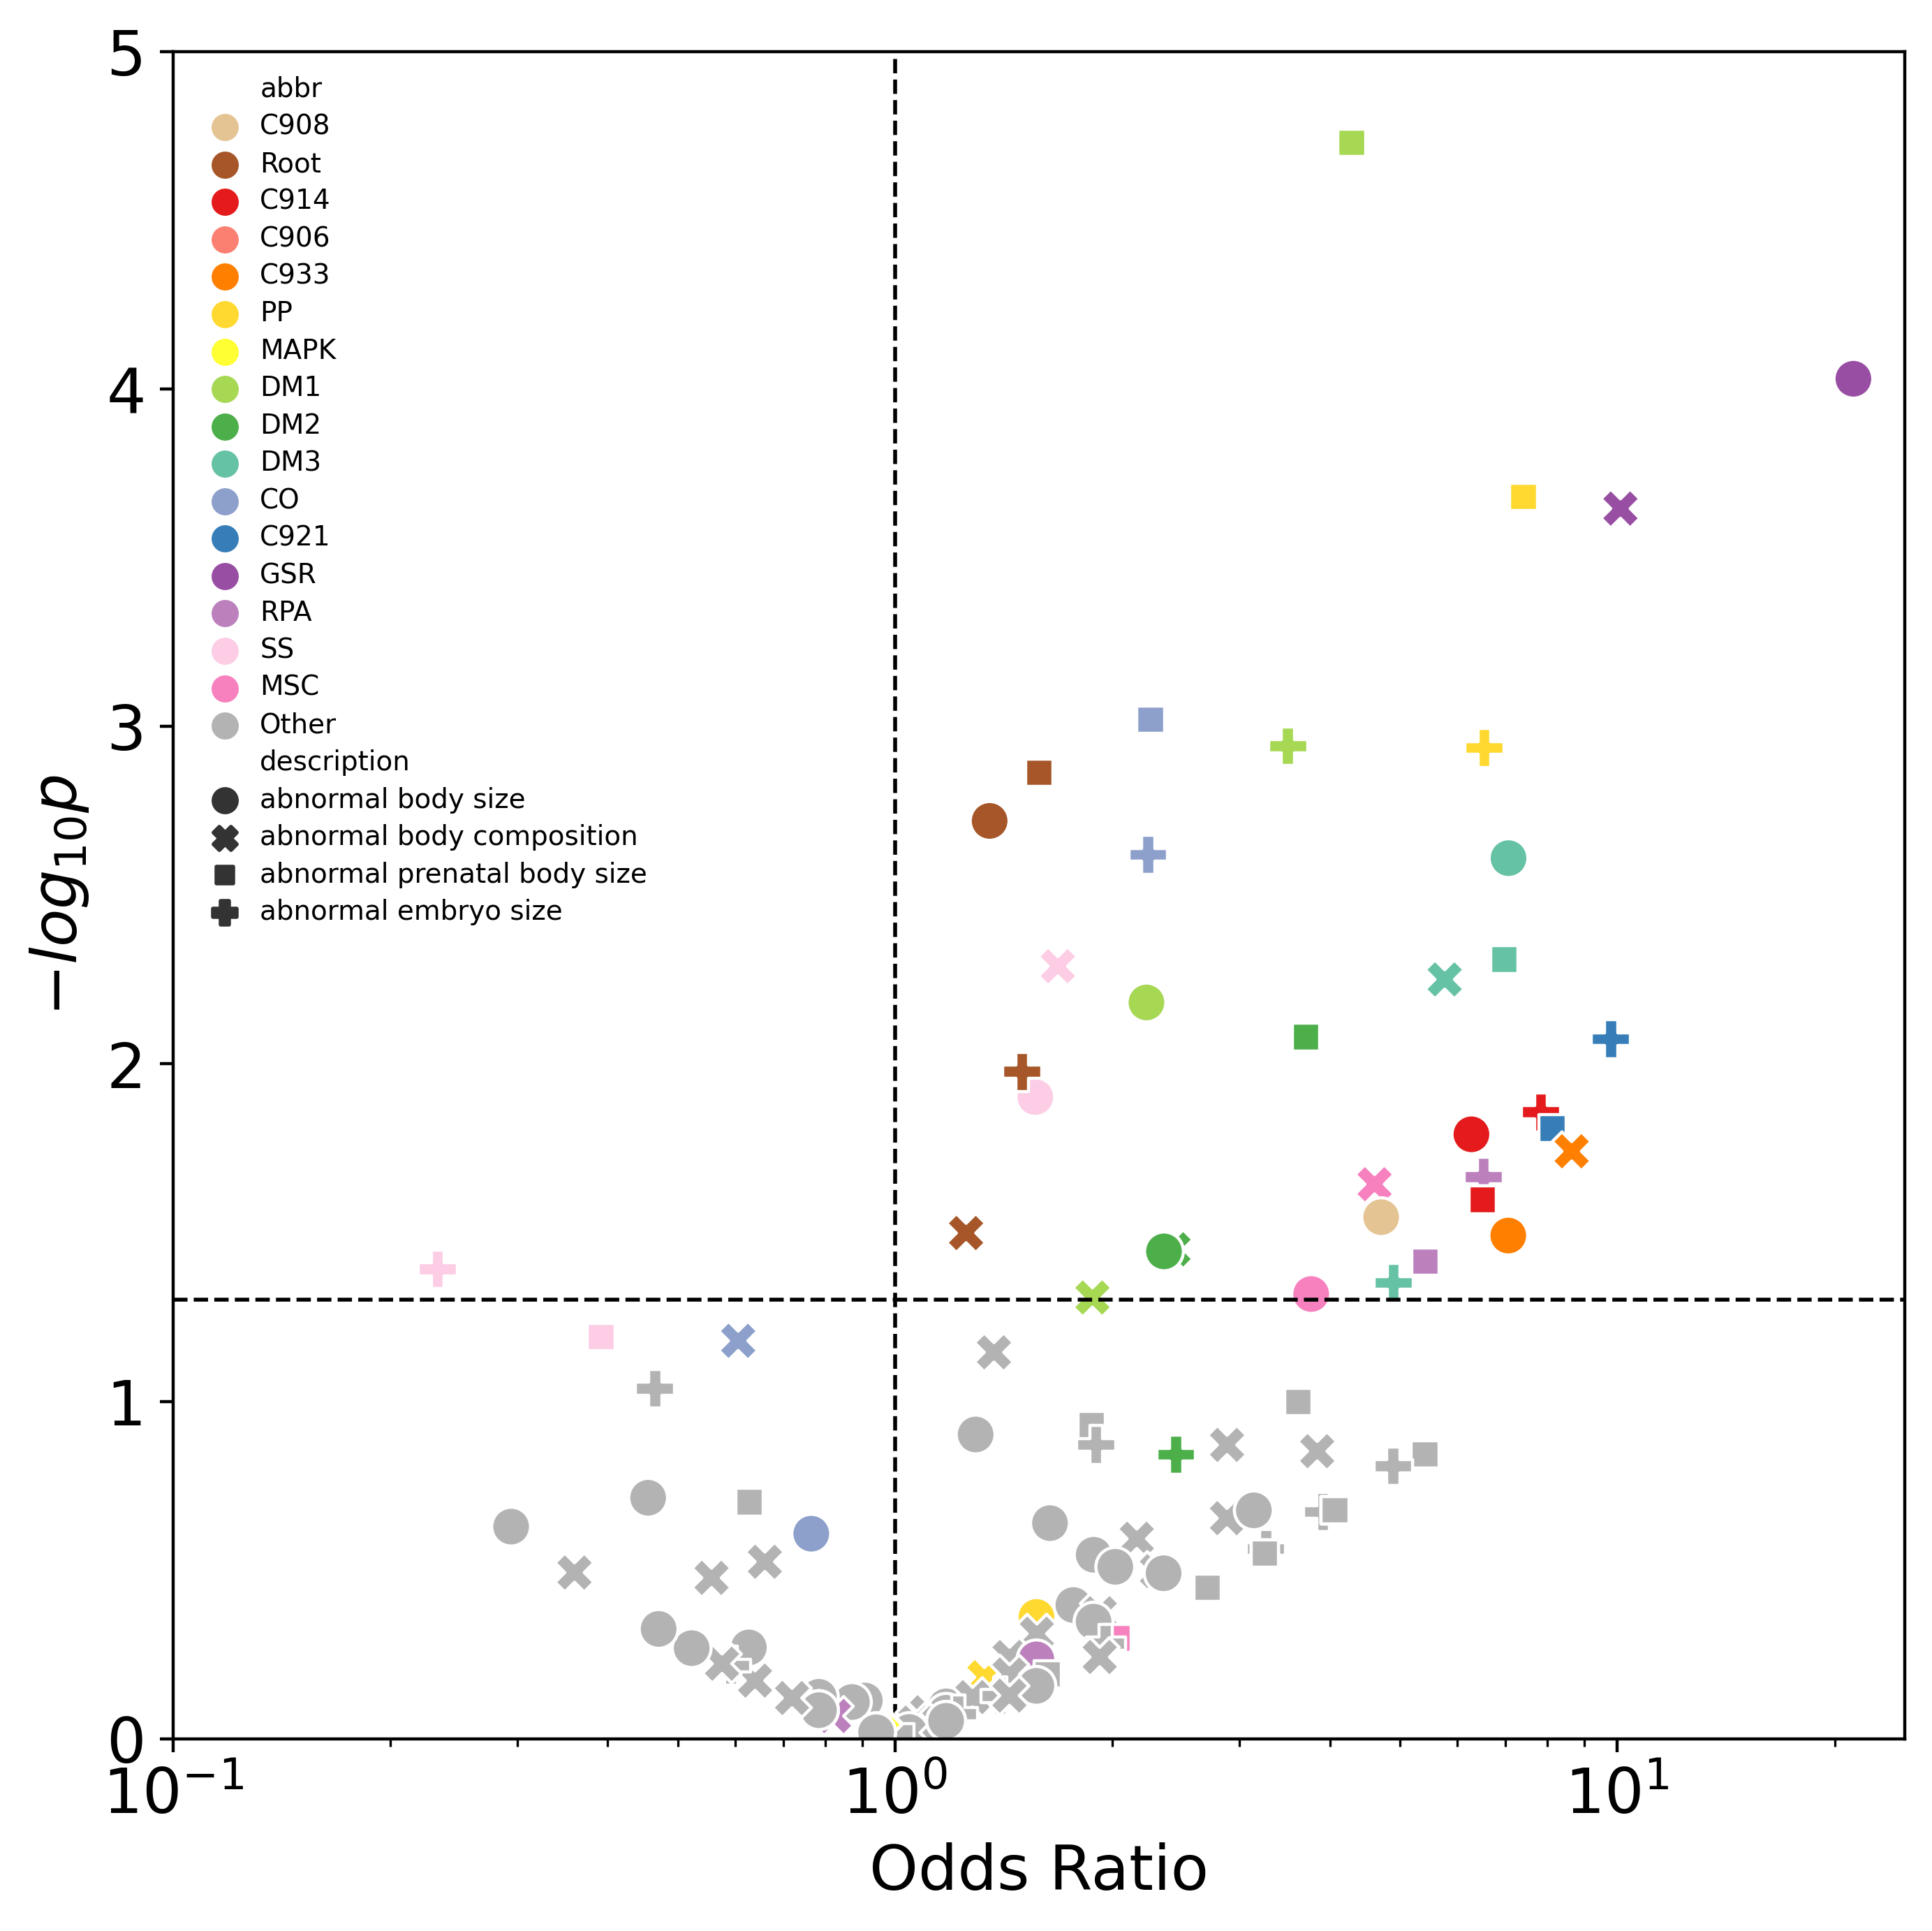 5
4
3
2
1
0
−log₁₀p
abbr
C908
Root
C914
C906
C933
PP
MAPK
DM1
DM2
DM3
CO
C921
GSR
RPA
SS
MSC
Other
description
abnormal body size
abnormal body composition
abnormal prenatal body size
abnormal embryo size
10⁻¹ 10⁰ 10¹
Odds Ratio